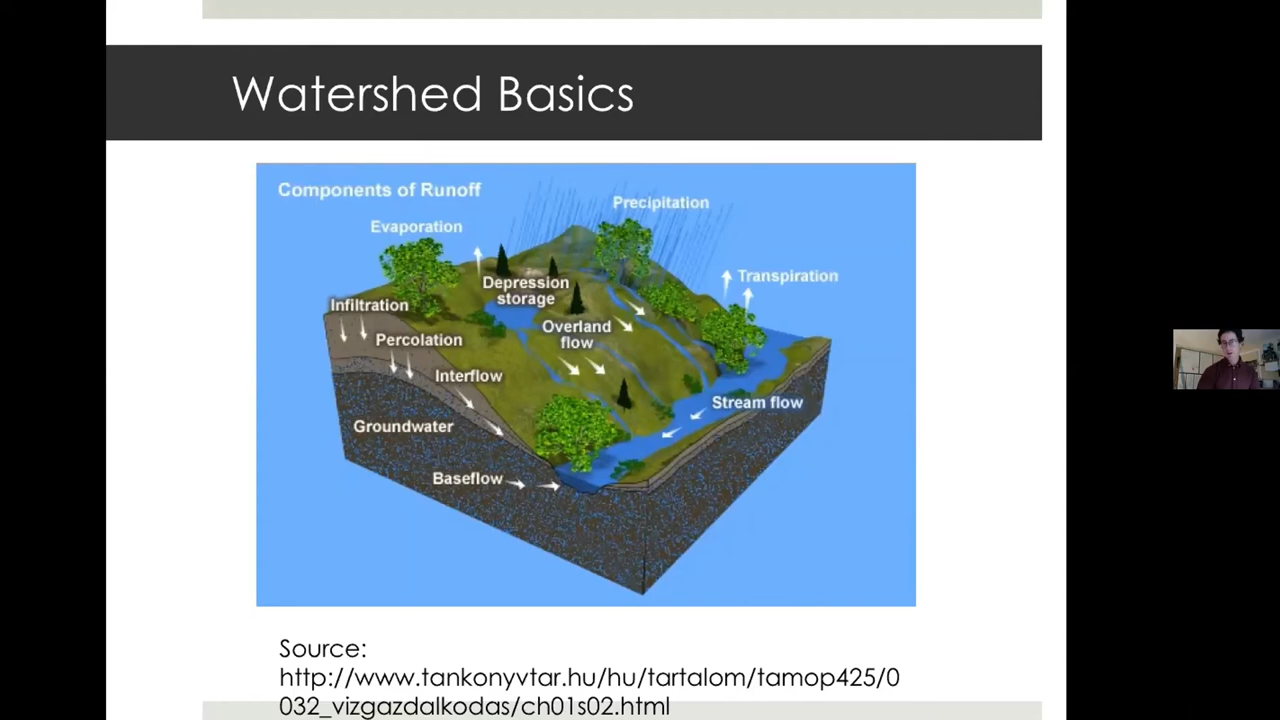 Watershed Basics
Components of Runoff
Precipitation
Evaporation
Transpiration
Depression
storage
Infiltration
Overland
flow
Percolation
Interflow
Stream flow
Groundwater
Baseflow
Source:
http://www.tankonyvtar.hu/hu/tartalom/tamop425/0
032_vizgazdalkodas/ch01s02.html